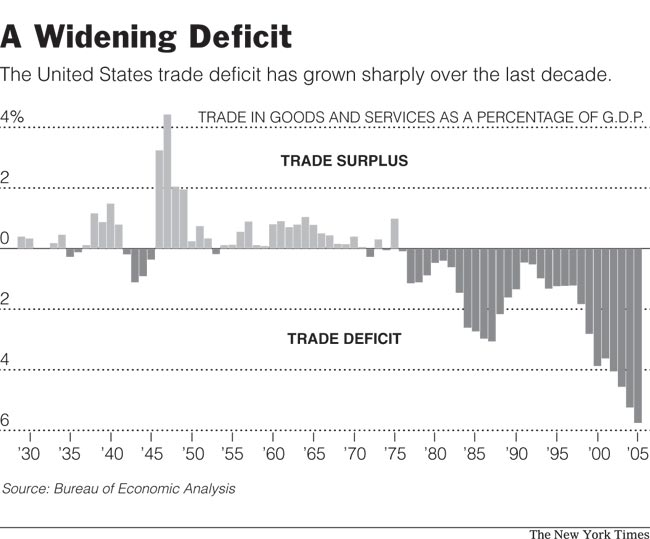 A Widening Deficit
The United States trade deficit has grown sharply over the last decade.
4%
TRADE IN GOODS AND SERVICES AS A PERCENTAGE OF G.D.P.
TRADE SURPLUS
2
0
2
TRADE DEFICIT
4
6
'30 '35 '40 '45 '50 '55 '60 '65 '70 '75 '80 '85 '90 '95 '00 '05
Source: Bureau of Economic Analysis
The New York Times